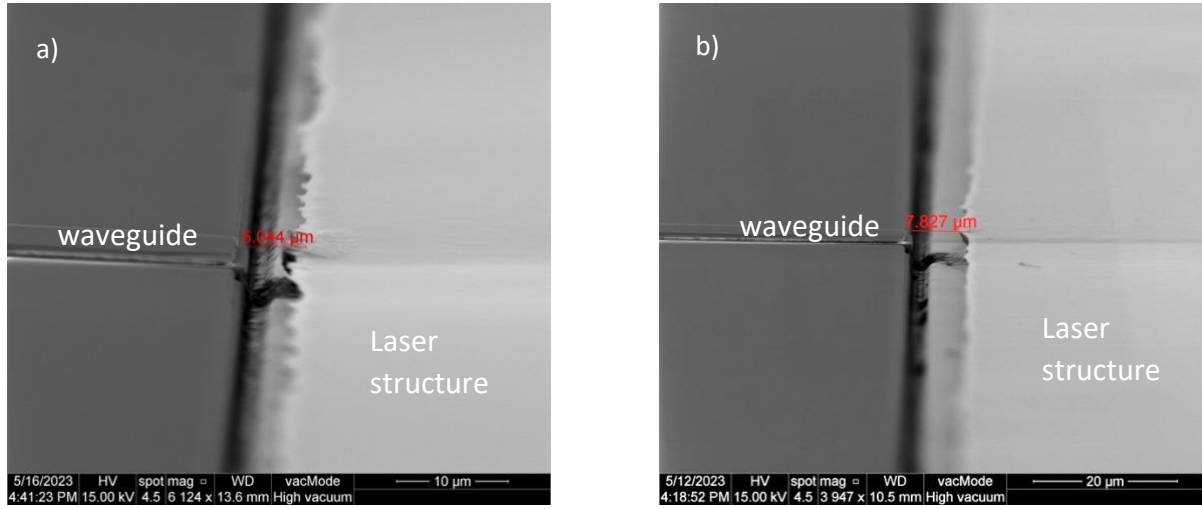 a)
waveguide
6.044 µm
Laser
structure
5/16/2023 HV spot mag □ WD vacMode
4:41:23 PM 15.00 kV 4.5 6 124 x 13.6 mm High vacuum
10 µm
b)
waveguide
7.827 µm
Laser
structure
5/12/2023 HV spot mag □ WD vacMode
4:18:52 PM 15.00 kV 4.5 3 947 x 10.5 mm High vacuum
20 µm